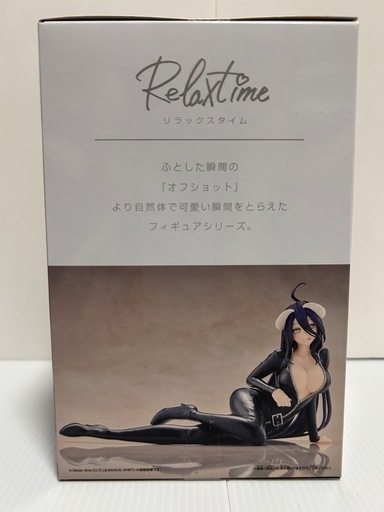 Relaxtime
リラックスタイム
ふとした瞬間の
「オフショット」
より自然体で可愛い瞬間をとらえた
フィギュアシリーズ。